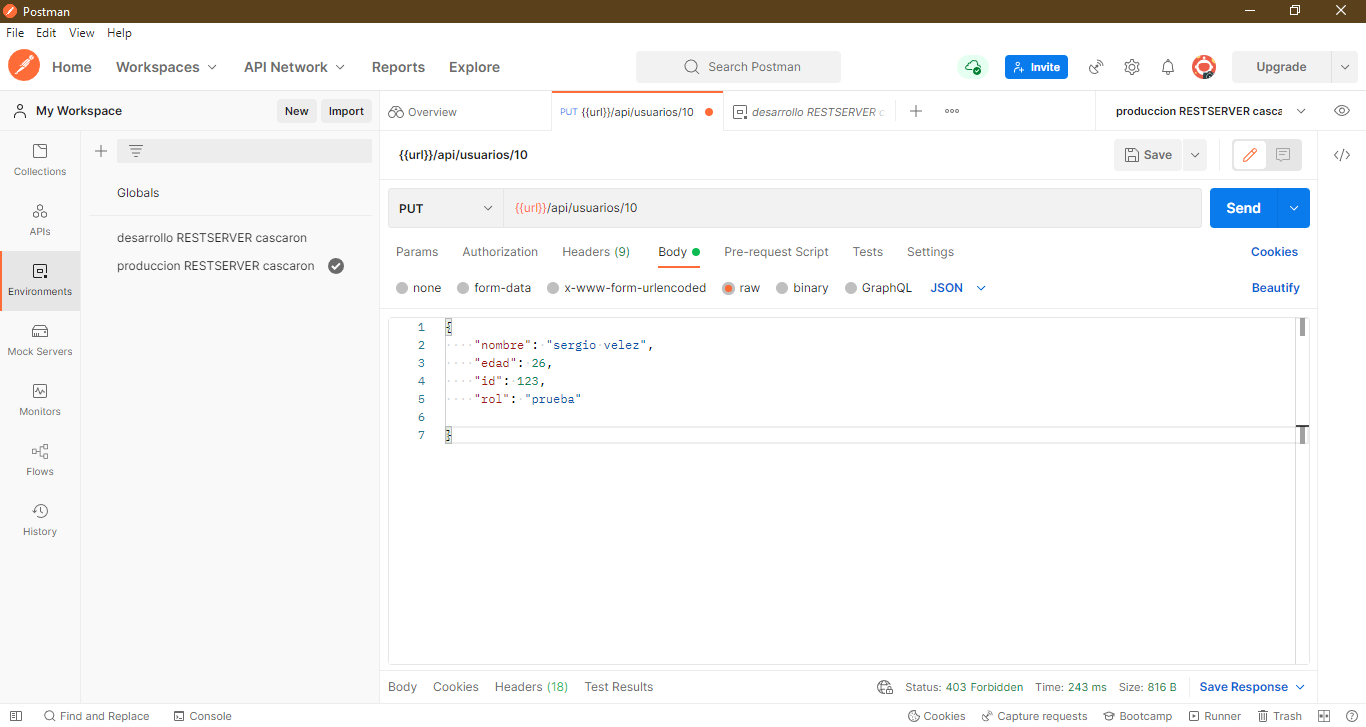 Postman
File Edit View Help
Home Workspaces API Network Reports Explore Search Postman Invite Upgrade
My Workspace New Import Overview PUT {{url}}/api/usuarios/10 desarrollo RESTSERVER c produccion RESTSERVER casca
{{url}}/api/usuarios/10 Save
Collections
Globals
PUT {{url}}/api/usuarios/10 Send
APIs
desarrollo RESTSERVER cascaron
Params Authorization Headers (9) Body Pre-request Script Tests Settings Cookies
produccion RESTSERVER cascaron
Environments
none form-data x-www-form-urlencoded raw binary GraphQL JSON Beautify
1 {
2 "nombre": "sergio velez",
3 "edad": 26,
4 "id": 123,
5 "rol": "prueba"
6
7 }
Mock Servers
Monitors
Flows
History
Body Cookies Headers (18) Test Results Status: 403 Forbidden Time: 243 ms Size: 816 B Save Response
Find and Replace Console Cookies Capture requests Bootcamp Runner Trash